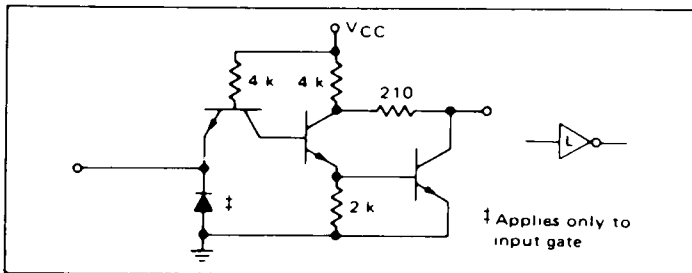 VCC
4 k
4 k
210
L
2 k
‡
‡ Applies only to
input gate